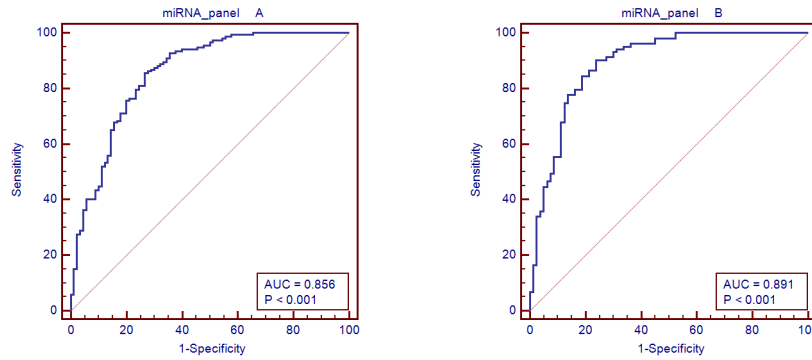 miRNA_panel A
100
80
60
40
20
0
Sensitivity
AUC = 0.856
P < 0.001
0 20 40 60 80 100
1-Specificity
miRNA_panel B
100
80
60
40
20
0
Sensitivity
AUC = 0.891
P < 0.001
0 20 40 60 80 10
1-Specificity